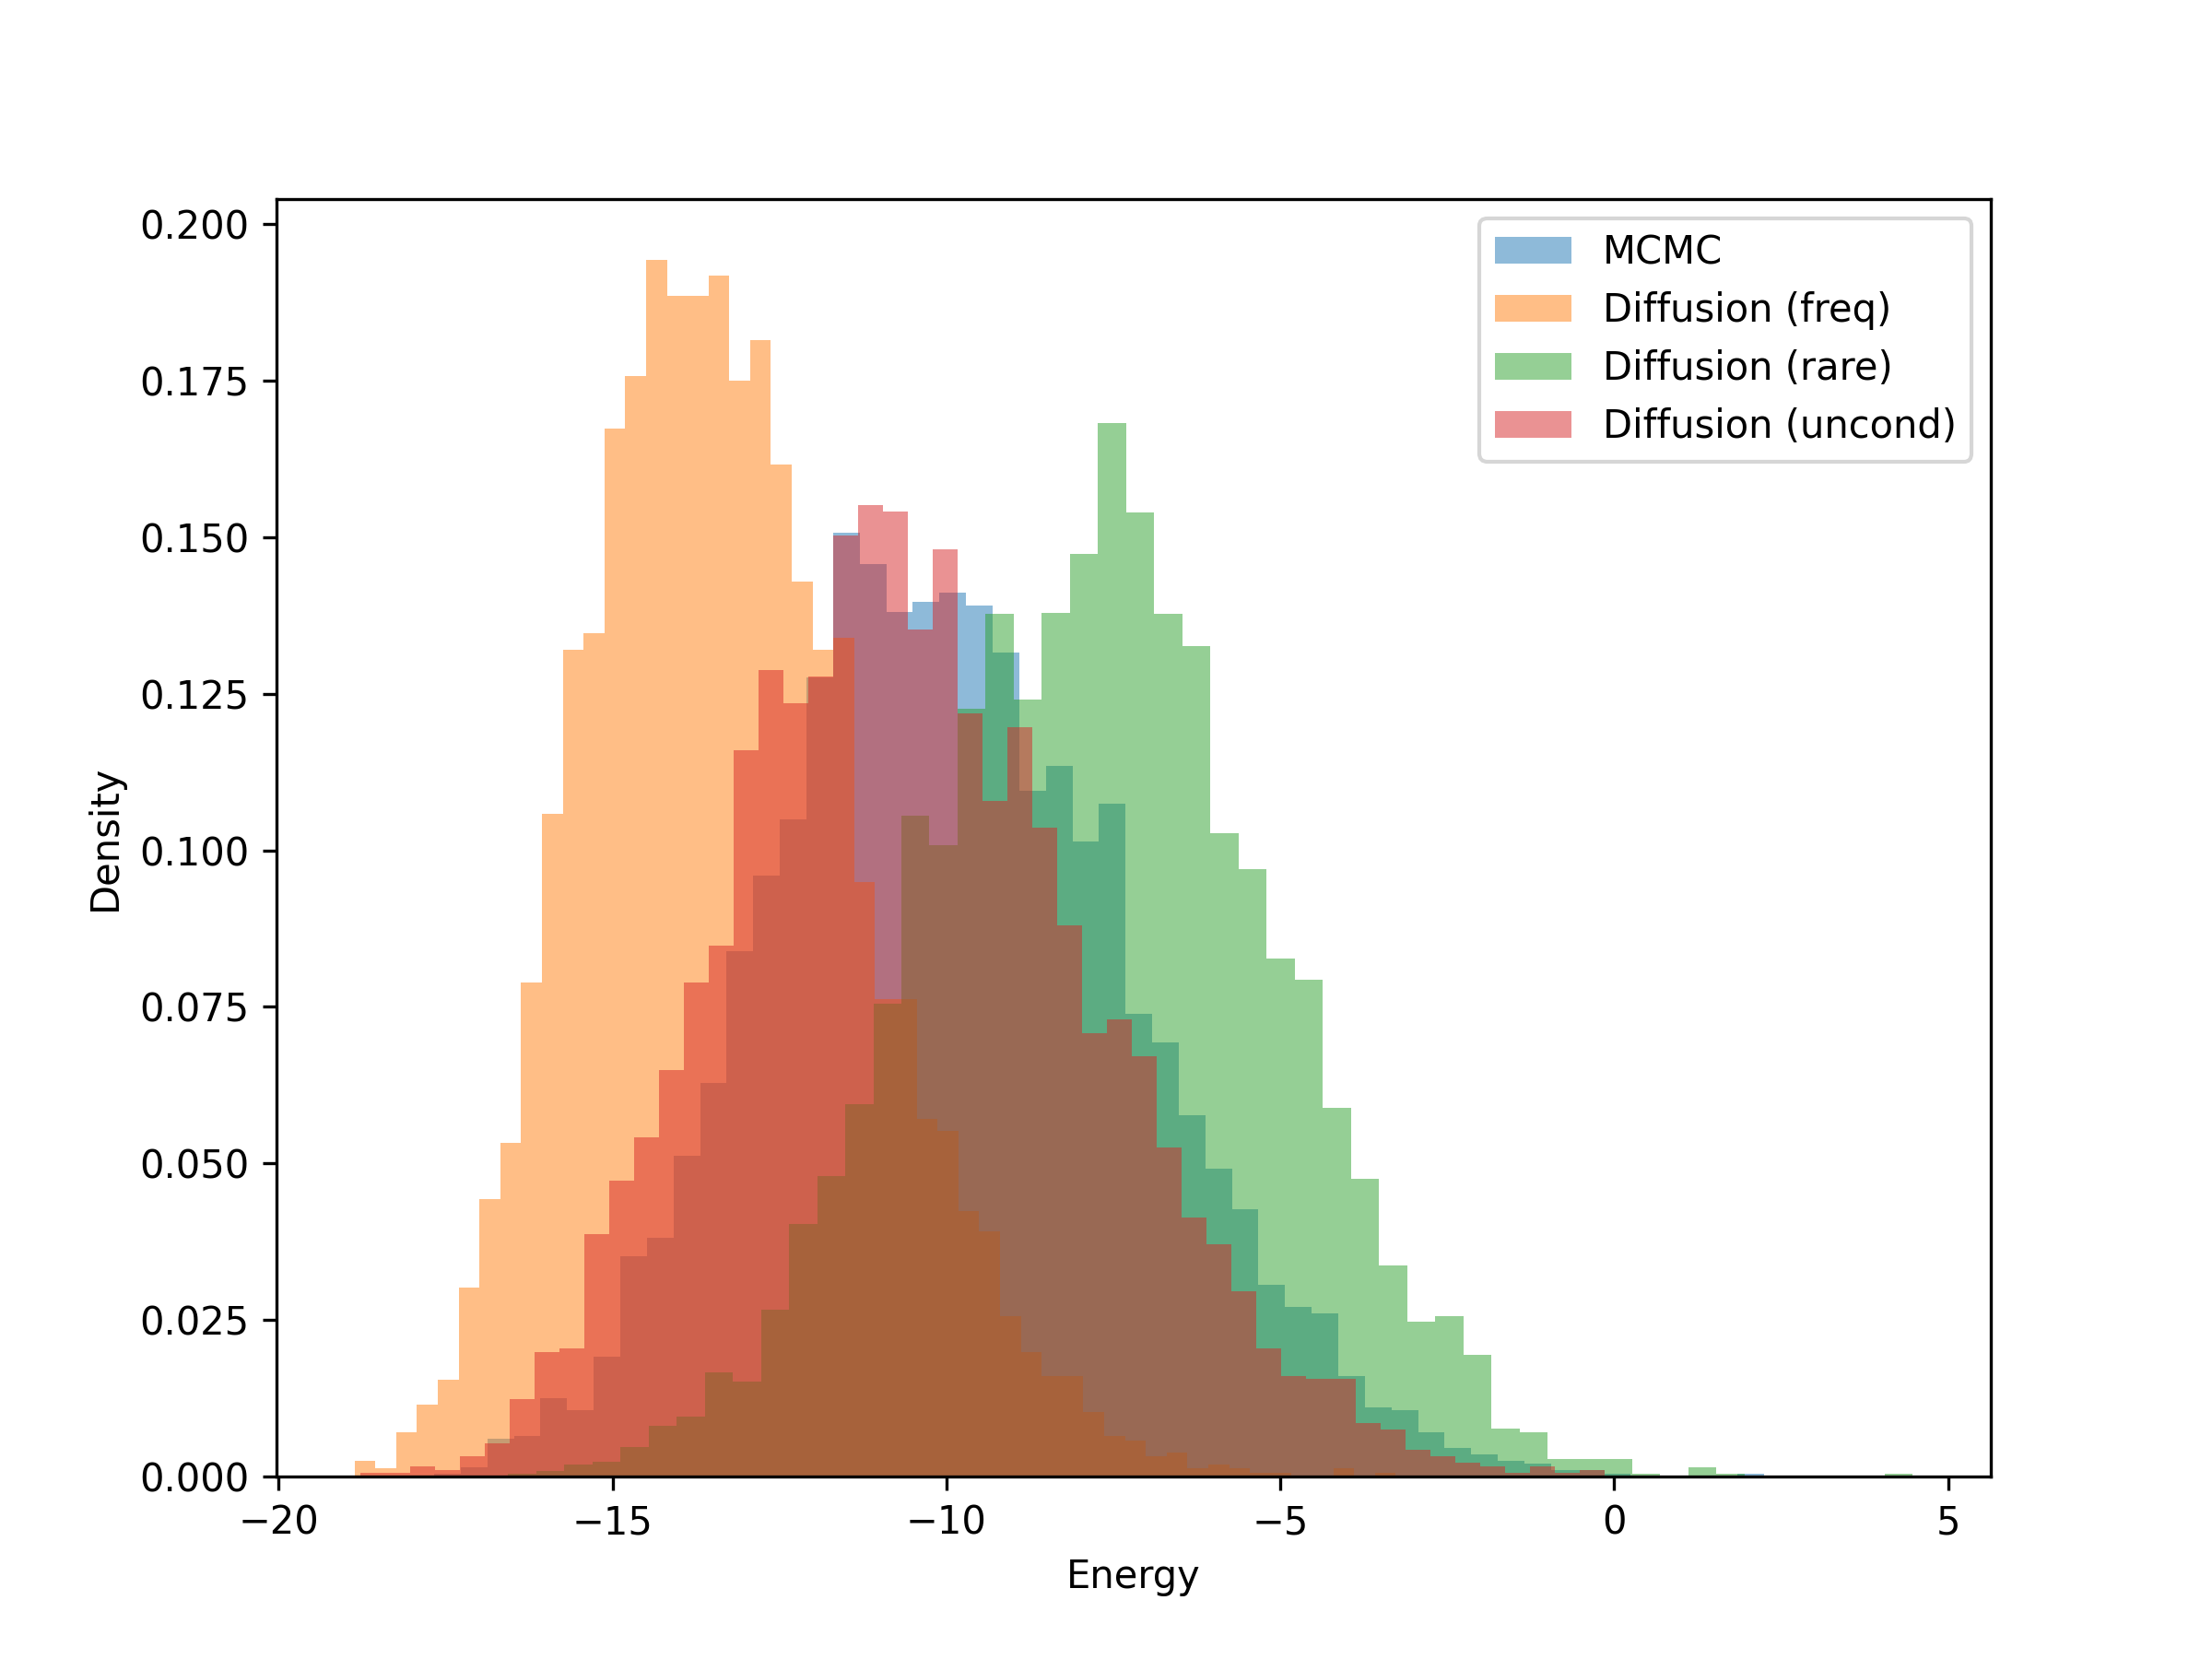 0.200
0.175
0.150
0.125
0.100
0.075
0.050
0.025
0.000
Density
MCMC
Diffusion (freq)
Diffusion (rare)
Diffusion (uncond)
−20 −15 −10 −5 0 5
Energy